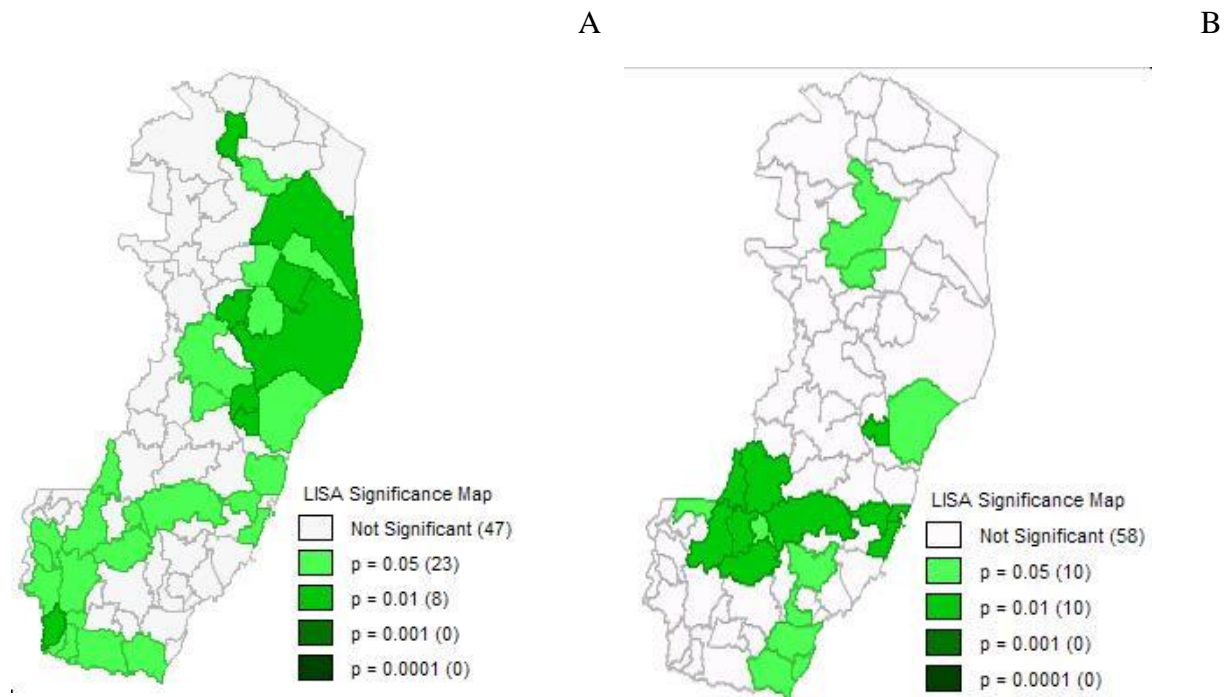 A
B
LISA Significance Map
Not Significant (47)
p = 0.05 (23)
p = 0.01 (8)
p = 0.001 (0)
p = 0.0001 (0)
LISA Significance Map
Not Significant (58)
p = 0.05 (10)
p = 0.01 (10)
p = 0.001 (0)
p = 0.0001 (0)